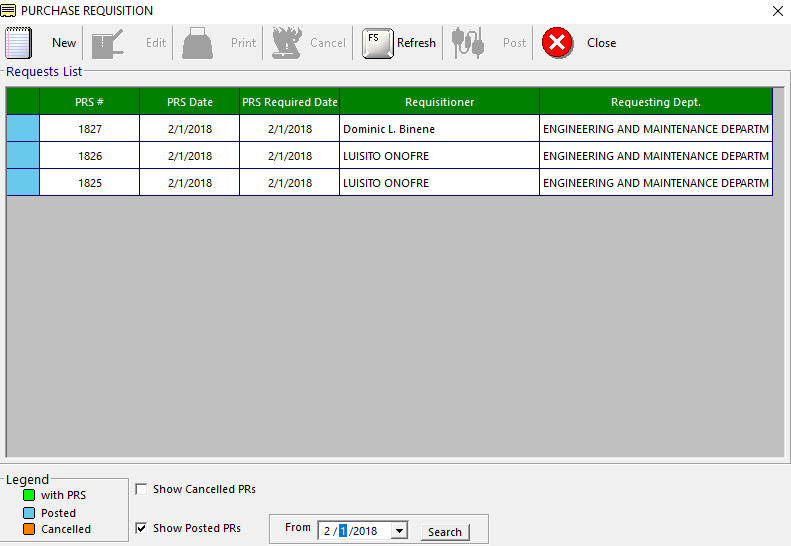 PURCHASE REQUISITION
New Edit Print Cancel FS Refresh Post Close
Requests List
PRS # PRS Date PRS Required Date Requisitioner Requesting Dept.
1827 2/1/2018 2/1/2018 Dominic L. Binene ENGINEERING AND MAINTENANCE DEPARTM
1826 2/1/2018 2/1/2018 LUISITO ONOFRE ENGINEERING AND MAINTENANCE DEPARTM
1825 2/1/2018 2/1/2018 LUISITO ONOFRE ENGINEERING AND MAINTENANCE DEPARTM
Legend
with PRS
Posted
Cancelled
Show Cancelled PRs
Show Posted PRs
From 2 / 1 /2018 Search